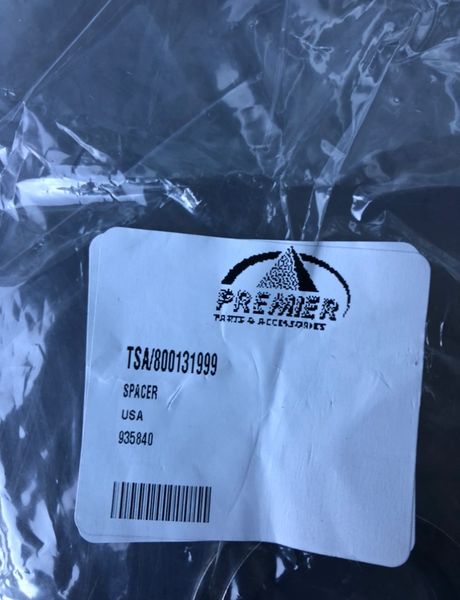 PREMIER
PARTS & ACCESSORIES
TSA/800131999
SPACER
USA
935840